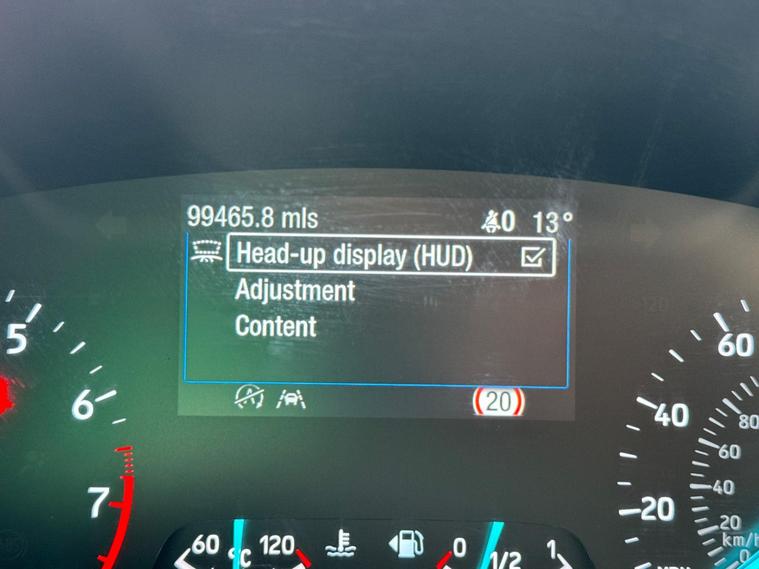 99465.8 mls 0 13°
Head-up display (HUD)
Adjustment
Content
A
20
5
6
7
60
40
20
80
60
40
20
km/h
0
60 °C 120
0 1/2 1